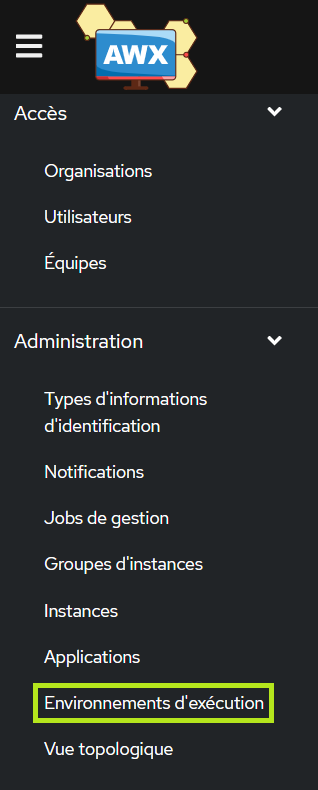 AWX
Accès
Organisations
Utilisateurs
Équipes
Administration
Types d'informations
d'identification
Notifications
Jobs de gestion
Groupes d'instances
Instances
Applications
Environnements d'exécution
Vue topologique